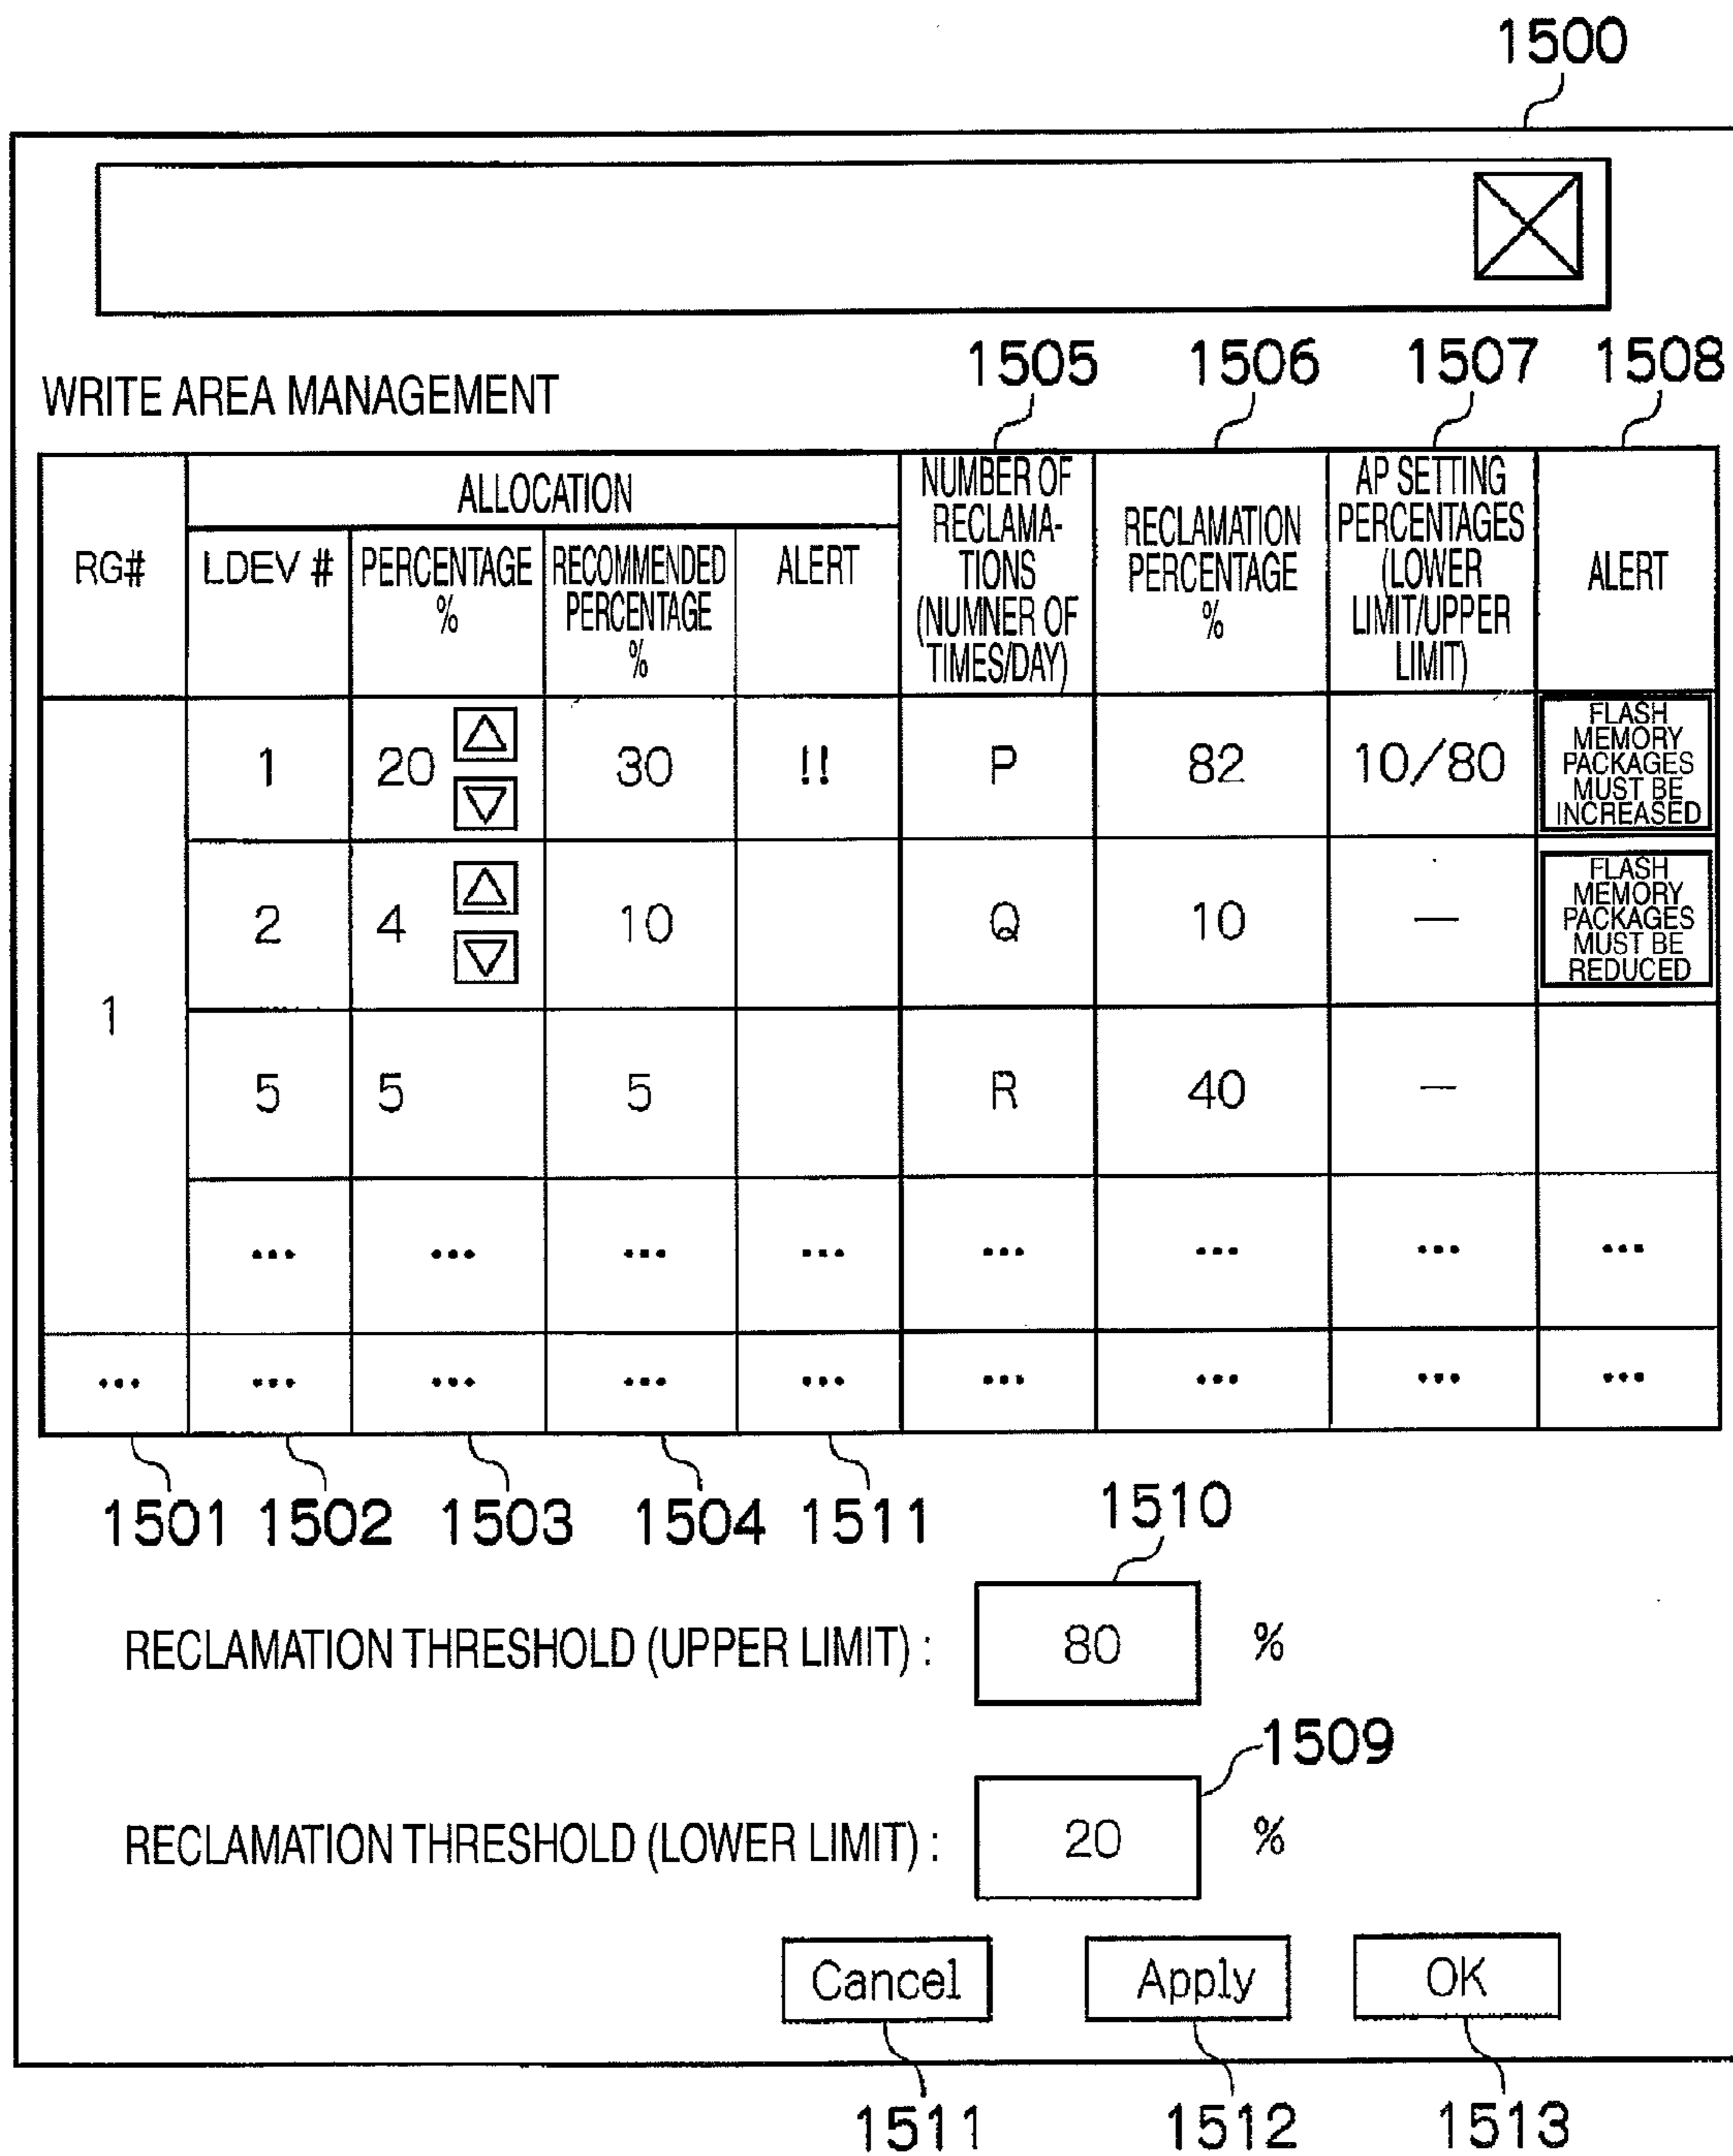 1500
WRITE AREA MANAGEMENT
1505 1506 1507 1508
RG#
ALLOCATION
LDEV #
PERCENTAGE
%
RECOMMENDED
PERCENTAGE
%
ALERT
NUMBER OF
RECLAMA-
TIONS
(NUMNER OF
TIMES/DAY)
RECLAMATION
PERCENTAGE
%
AP SETTING
PERCENTAGES
(LOWER
LIMIT/UPPER
LIMIT)
ALERT
1
1 20 30 !! P 82 10/80
FLASH
MEMORY
PACKAGES
MUST BE
INCREASED
2 4 10 Q 10 —
FLASH
MEMORY
PACKAGES
MUST BE
REDUCED
5 5 5 R 40 —
... ... ... ... ... ... ... ...
... ... ... ... ... ... ... ... ...
1501 1502 1503 1504 1511
1510
RECLAMATION THRESHOLD (UPPER LIMIT) : 80 %
1509
RECLAMATION THRESHOLD (LOWER LIMIT) : 20 %
Cancel Apply OK
1511 1512 1513